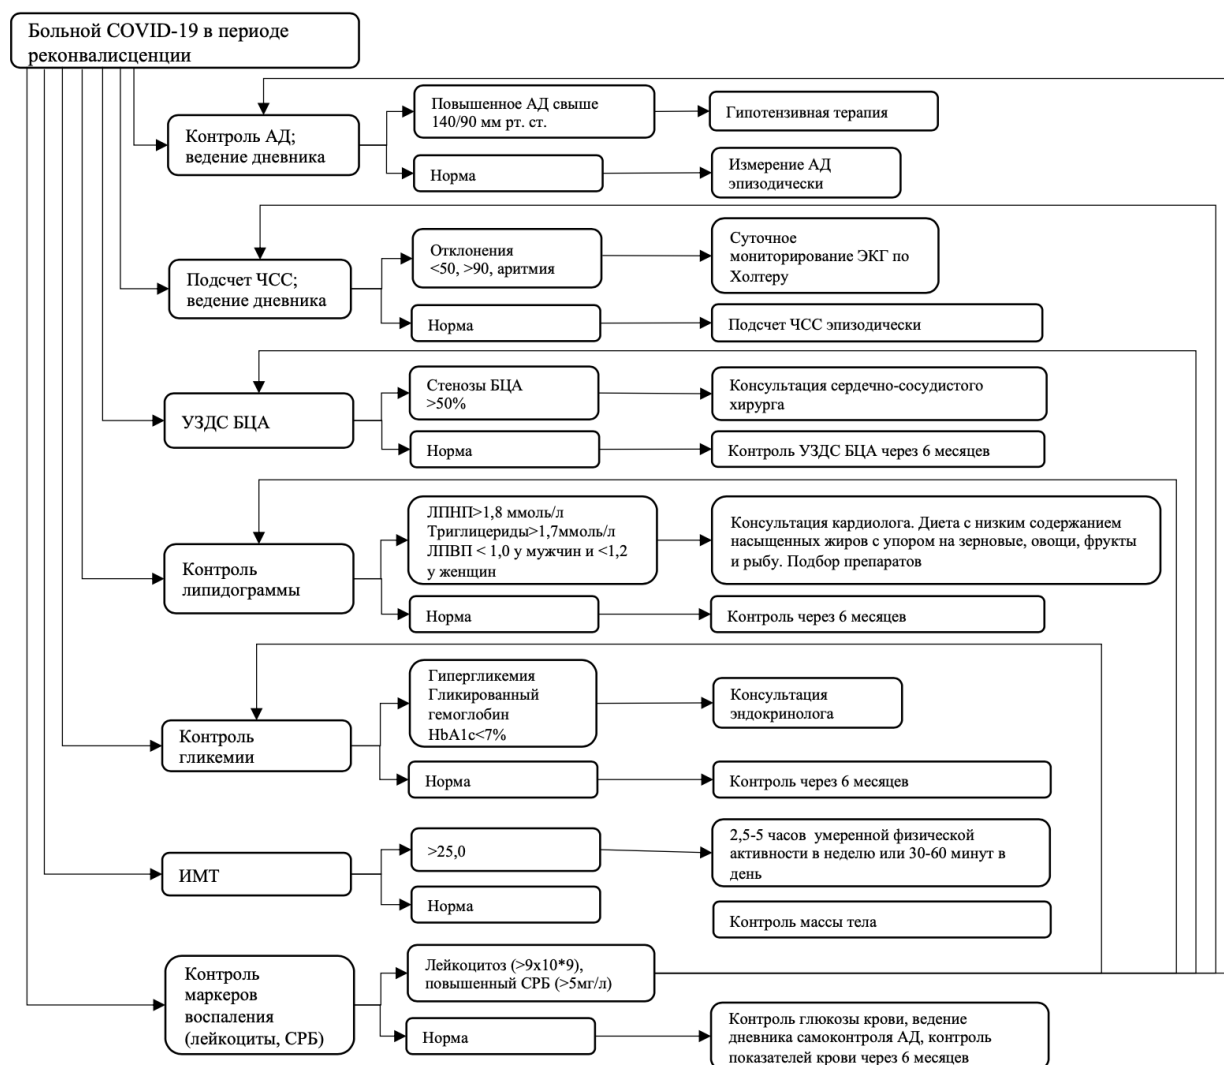 Больной COVID-19 в периоде
реконвалисценции
Контроль АД;
ведение дневника
Повышенное АД свыше
140/90 мм рт. ст.
Гипотензивная терапия
Норма
Измерение АД
эпизодически
Подсчет ЧСС;
ведение дневника
Отклонения
<50, >90, аритмия
Суточное
мониторирование ЭКГ по
Холтеру
Норма
Подсчет ЧСС эпизодически
УЗДС БЦА
Стенозы БЦА
>50%
Консультация сердечно-сосудистого
хирурга
Норма
Контроль УЗДС БЦА через 6 месяцев
Контроль
липидограммы
ЛПНП>1,8 ммоль/л
Триглицериды>1,7ммоль/л
ЛПВП < 1,0 у мужчин и <1,2
у женщин
Консультация кардиолога. Диета с низким содержанием
насыщенных жиров с упором на зерновые, овощи, фрукты
и рыбу. Подбор препаратов
Норма
Контроль через 6 месяцев
Контроль
гликемии
Гипергликемия
Гликированный
гемоглобин
HbA1c<7%
Консультация
эндокринолога
Норма
Контроль через 6 месяцев
ИМТ
>25,0
2,5-5 часов умеренной физической
активности в неделю или 30-60 минут в
день
Норма
Контроль массы тела
Контроль
маркеров
воспаления
(лейкоциты, СРБ)
Лейкоцитоз (>9х10*9),
повышенный СРБ (>5мг/л)
Норма
Контроль глюкозы крови, ведение
дневника самоконтроля АД, контроль
показателей крови через 6 месяцев